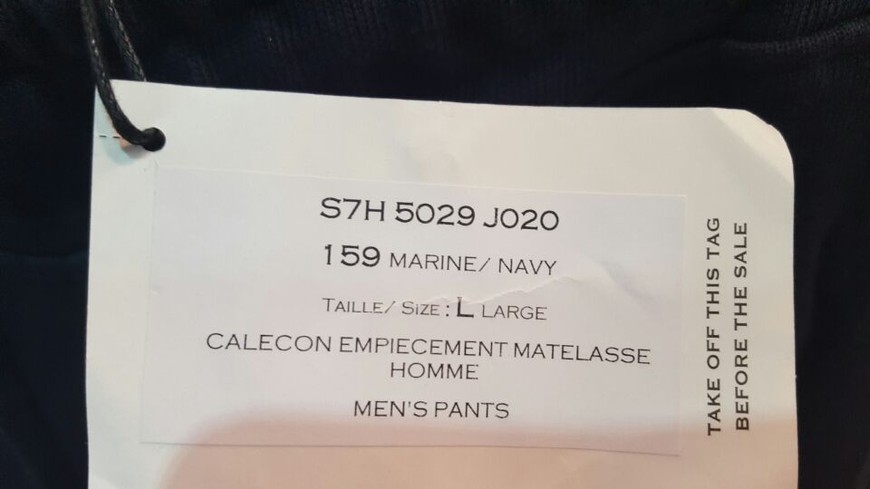 S7H 5029 J020
159 MARINE/ NAVY
TAILLE/ SIZE : L LARGE
CALECON EMPIECEMENT MATELASSE
HOMME
MEN'S PANTS
TAKE OFF THIS TAG
BEFORE THE SALE